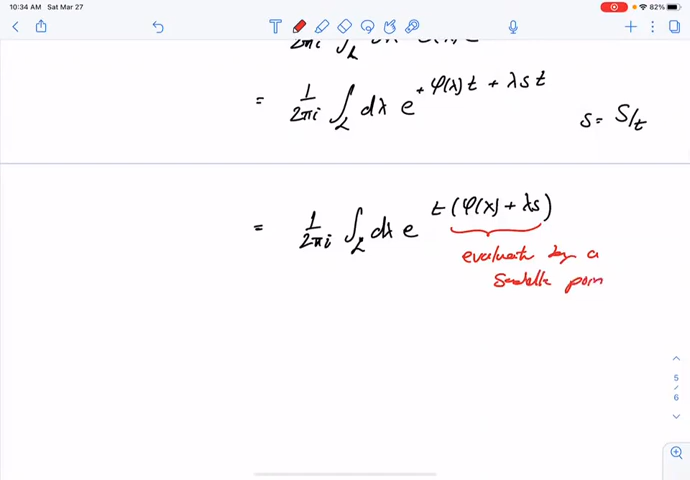 10:34 AM Sat Mar 27
82%
= 1/2πi ∫_L dλ e^{+φ(λ)t + λst}
s = S/t
= 1/2πi ∫_L dλ e^{t(φ(λ) + λs)}
evaluate by a
saddle poin
5
/
6